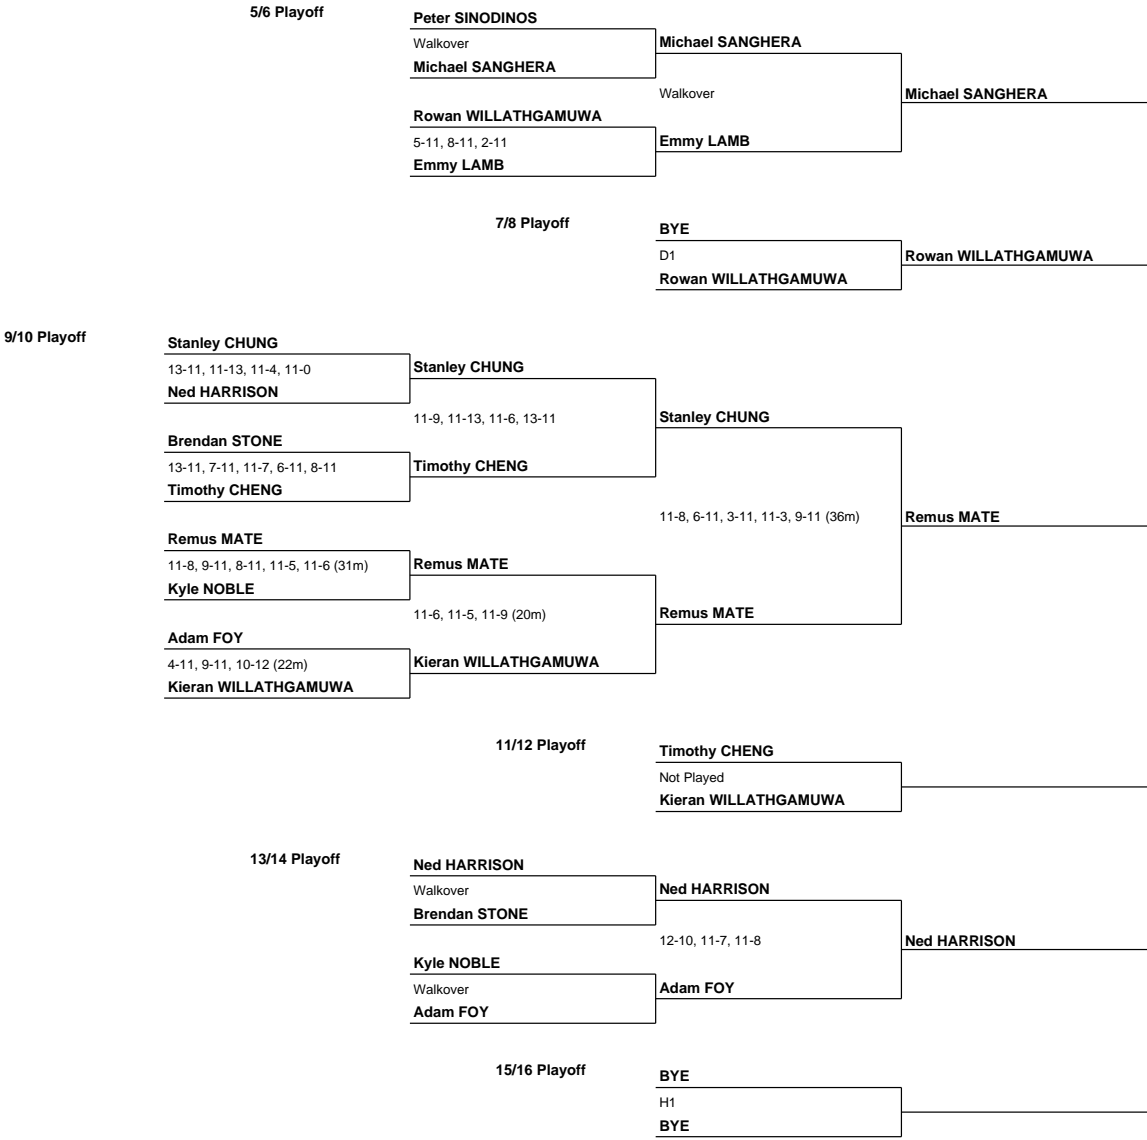 5/6 Playoff
Peter SINODINOS
Walkover
Michael SANGHERA
Michael SANGHERA
Walkover
Michael SANGHERA
Rowan WILLATHGAMUWA
5-11, 8-11, 2-11
Emmy LAMB
Emmy LAMB
7/8 Playoff
BYE
D1
Rowan WILLATHGAMUWA
Rowan WILLATHGAMUWA
9/10 Playoff
Stanley CHUNG
13-11, 11-13, 11-4, 11-0
Stanley CHUNG
Ned HARRISON
11-9, 11-13, 11-6, 13-11
Stanley CHUNG
Brendan STONE
13-11, 7-11, 11-7, 6-11, 8-11
Timothy CHENG
Timothy CHENG
11-8, 6-11, 3-11, 11-3, 9-11 (36m)
Remus MATE
Remus MATE
11-8, 9-11, 8-11, 11-5, 11-6 (31m)
Remus MATE
Kyle NOBLE
11-6, 11-5, 11-9 (20m)
Remus MATE
Adam FOY
4-11, 9-11, 10-12 (22m)
Kieran WILLATHGAMUWA
Kieran WILLATHGAMUWA
11/12 Playoff
Timothy CHENG
Not Played
Kieran WILLATHGAMUWA
13/14 Playoff
Ned HARRISON
Walkover
Ned HARRISON
Brendan STONE
12-10, 11-7, 11-8
Ned HARRISON
Kyle NOBLE
Walkover
Adam FOY
Adam FOY
15/16 Playoff
BYE
H1
BYE